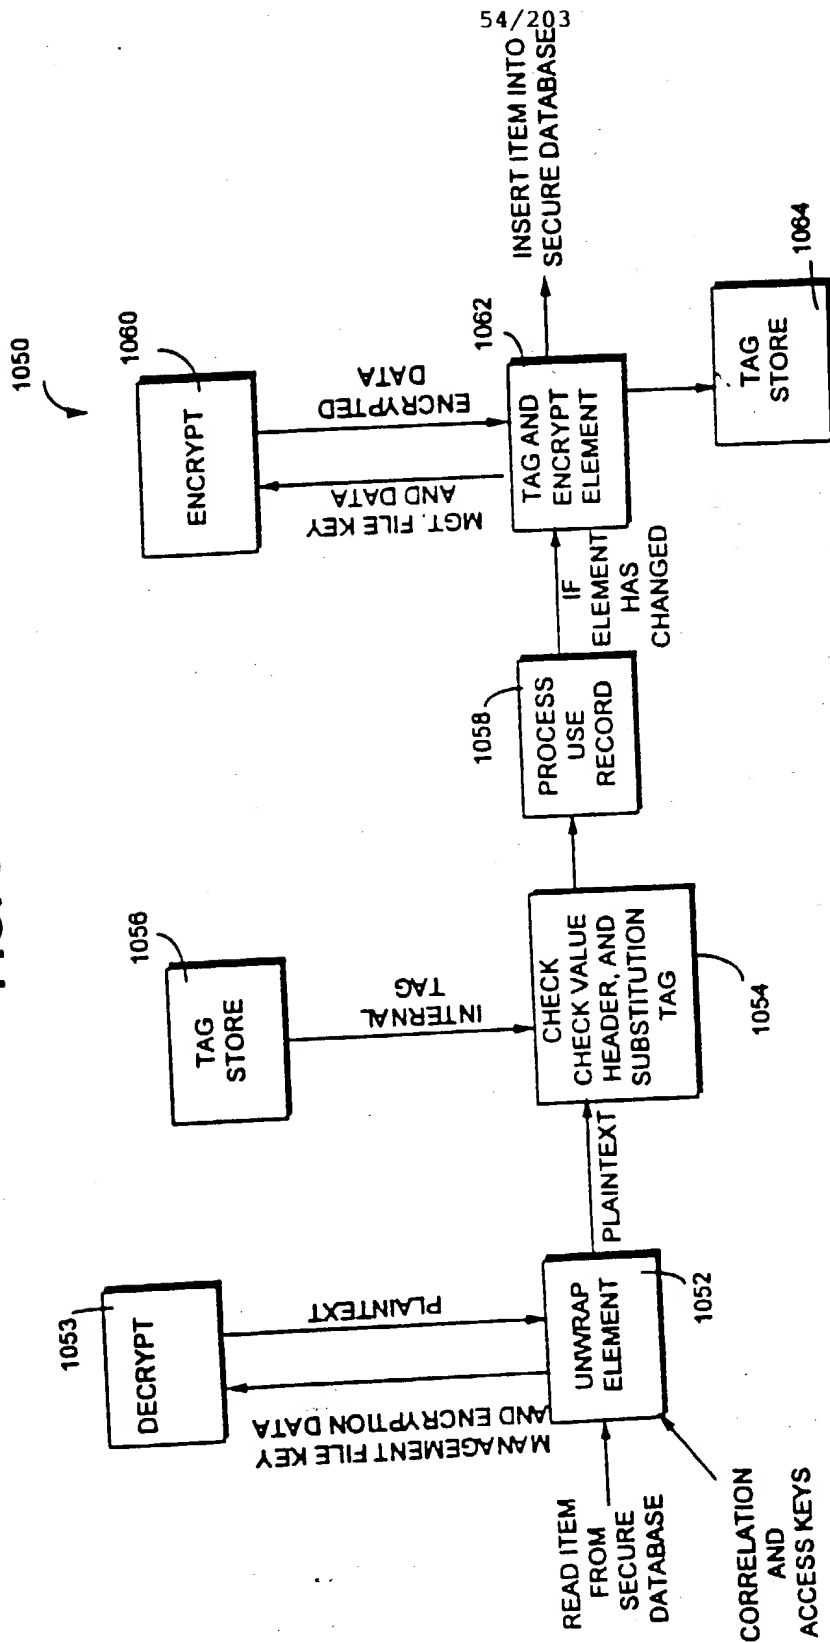 54/203
1050
1053
DECRYPT
MANAGEMENT FILE KEY
AND ENCRYPTION DATA
PLAINTEXT
READ ITEM
FROM
SECURE
DATABASE
CORRELATION
AND
ACCESS KEYS
UNWRAP
ELEMENT
1052
PLAINTEXT
1056
TAG
STORE
INTERNAL
TAG
CHECK
CHECK VALUE
HEADER, AND
SUBSTITUTION
TAG
1054
1058
PROCESS
USE
RECORD
IF
ELEMENT
HAS
CHANGED
1060
ENCRYPT
MGT. FILE KEY
AND DATA
ENCRYPTED
DATA
1062
TAG AND
ENCRYPT
ELEMENT
INSERT ITEM INTO
SECURE DATABASE
TAG
STORE
1064